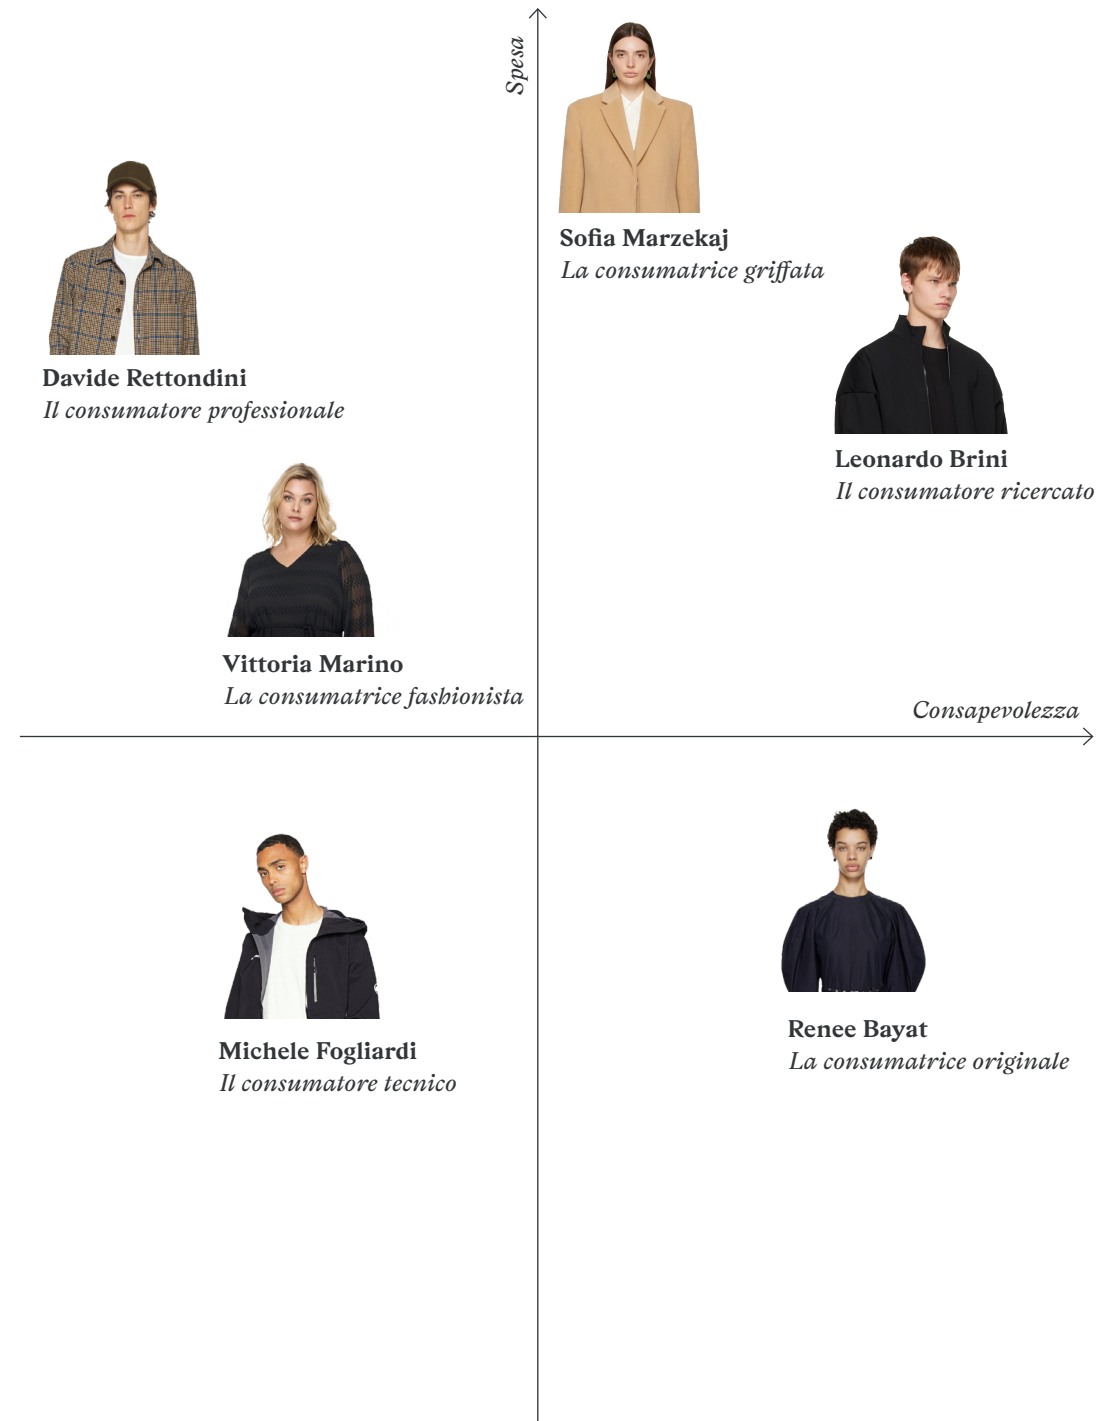 Spesa
Sofia Marzekaj
La consumatrice griffata
Davide Rettondini
Il consumatore professionale
Leonardo Brini
Il consumatore ricercato
Vittoria Marino
La consumatrice fashionista
Consapevolezza
Michele Fogliardi
Il consumatore tecnico
Renee Bayat
La consumatrice originale